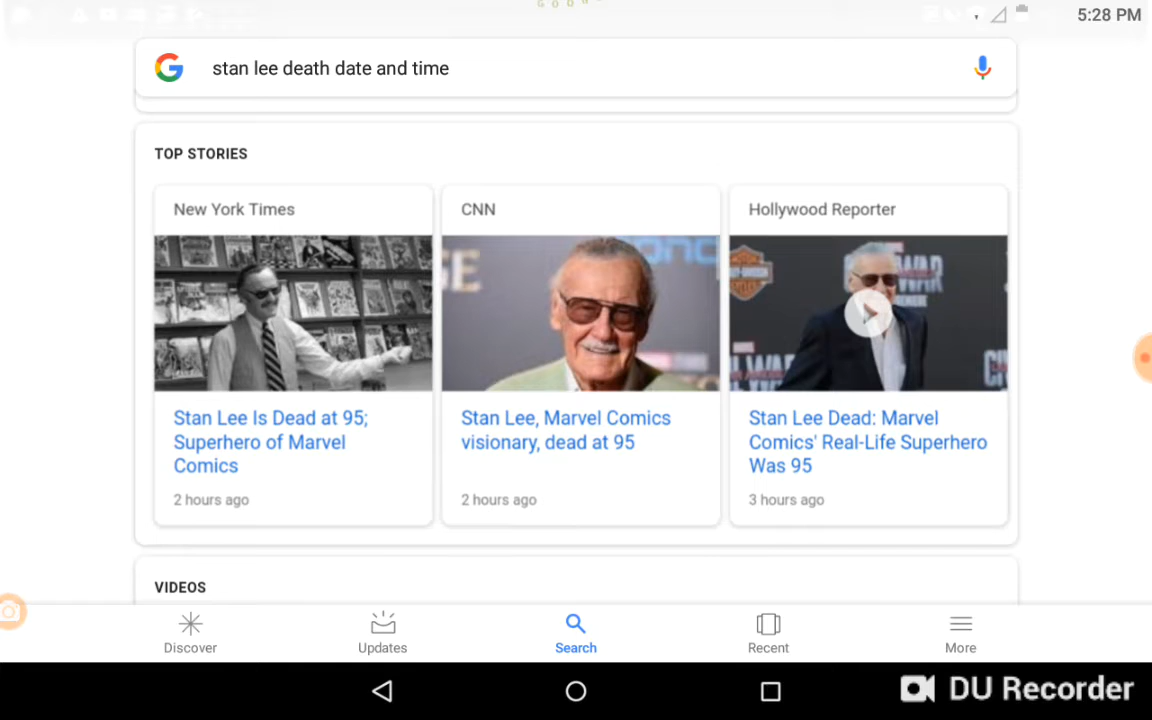 5:28 PM
stan lee death date and time
TOP STORIES
New York Times
CNN
Hollywood Reporter
Stan Lee Is Dead at 95;
Superhero of Marvel
Comics
2 hours ago
Stan Lee, Marvel Comics
visionary, dead at 95
2 hours ago
Stan Lee Dead: Marvel
Comics' Real-Life Superhero
Was 95
3 hours ago
VIDEOS
Discover
Updates
Search
Recent
More
DU Recorder